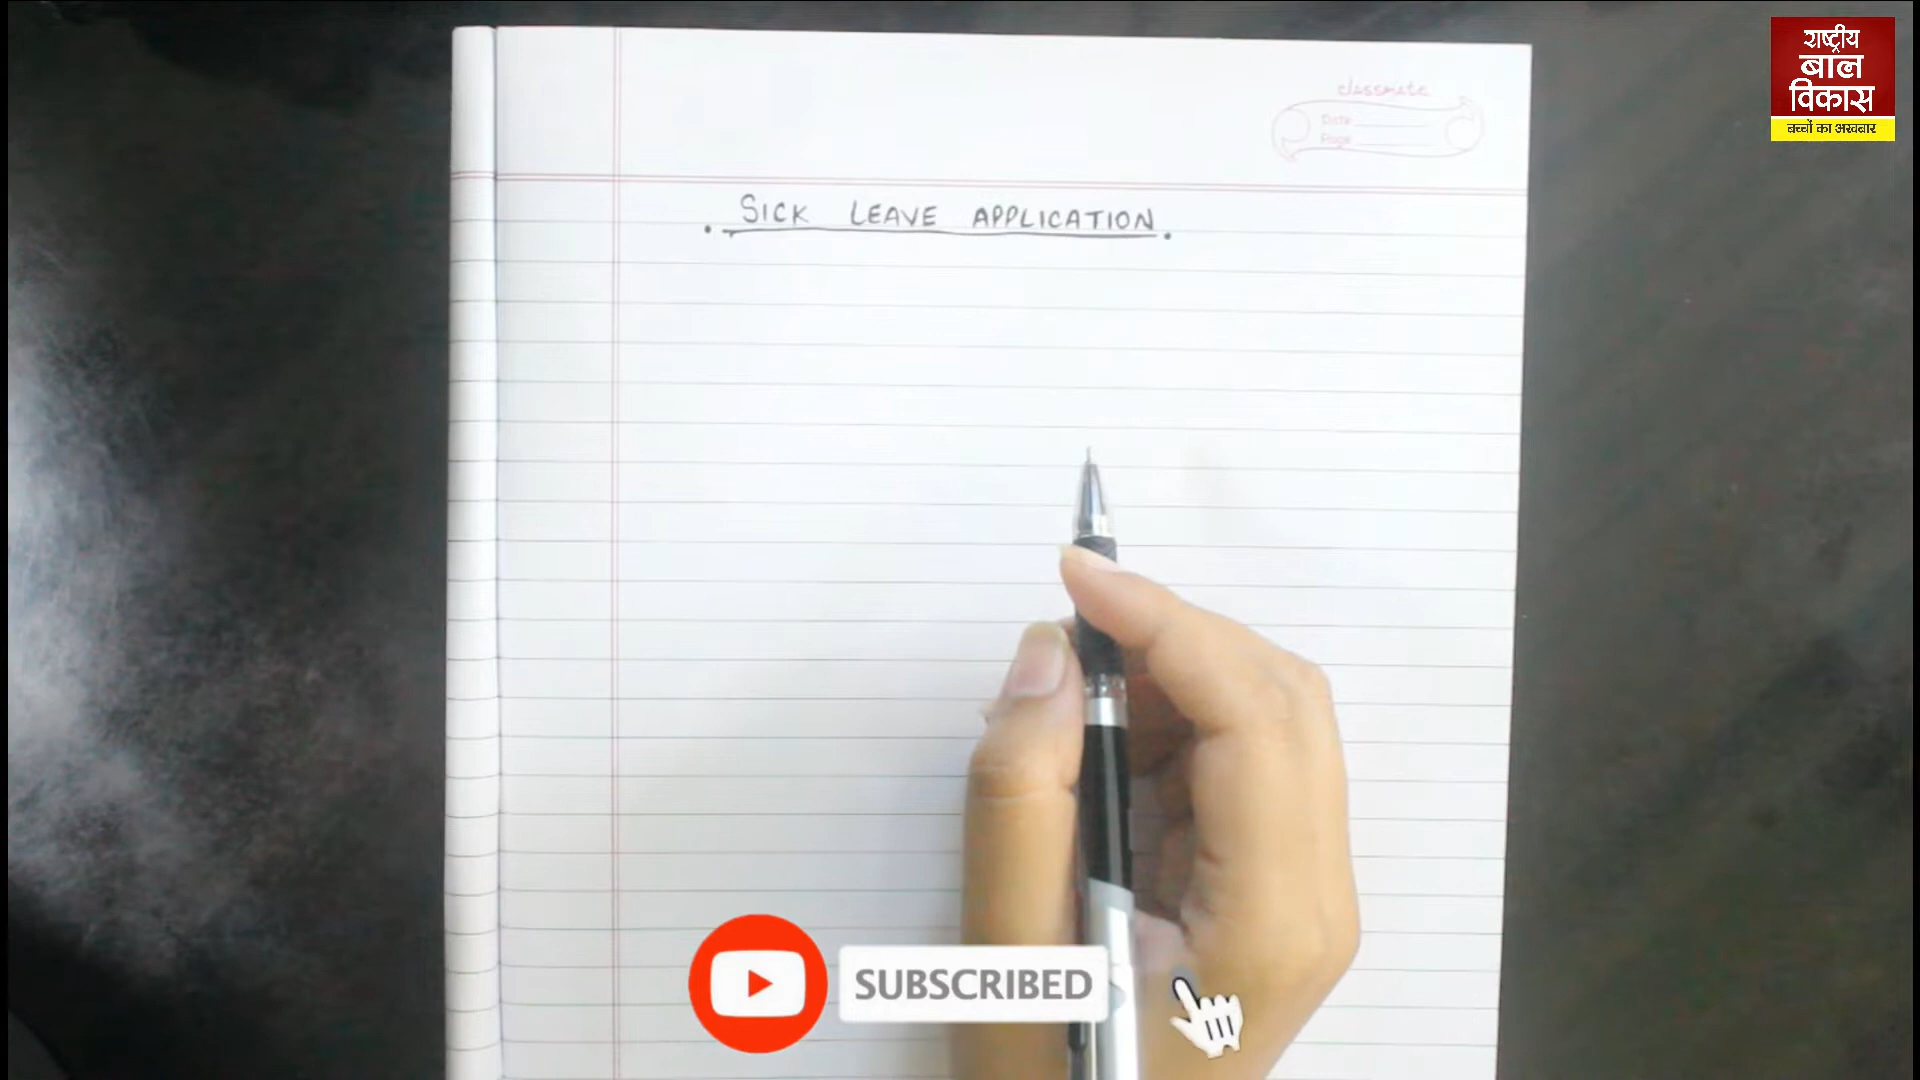 राष्ट्रीय
बाल
विकास
बच्चों का अखबार
classmate
Date
Page
SICK LEAVE APPLICATION
SUBSCRIBED